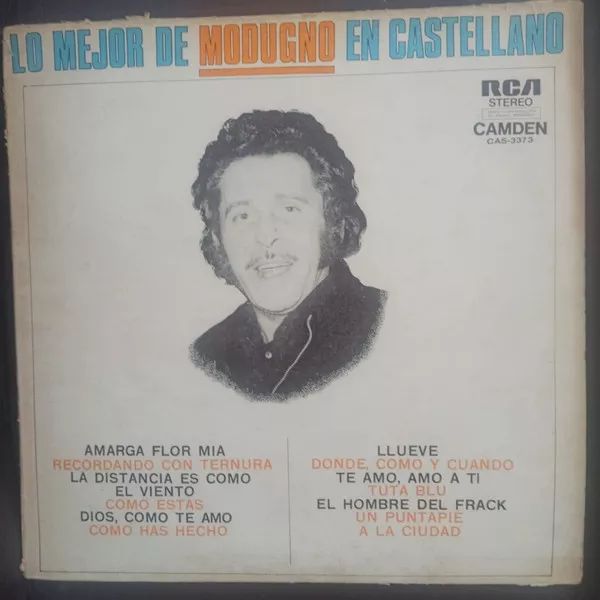 LO MEJOR DE MODUGNO EN CASTELLANO
RCA
STEREO
CAMDEN
CAS-3373
AMARGA FLOR MIA
RECORDANDO CON TERNURA
LA DISTANCIA ES COMO
EL VIENTO
COMO ESTAS
DIOS, COMO TE AMO
COMO HAS HECHO
LLUEVE
DONDE, COMO Y CUANDO
TE AMO, AMO A TI
TUTA BLU
EL HOMBRE DEL FRACK
UN PUNTAPIE
A LA CIUDAD